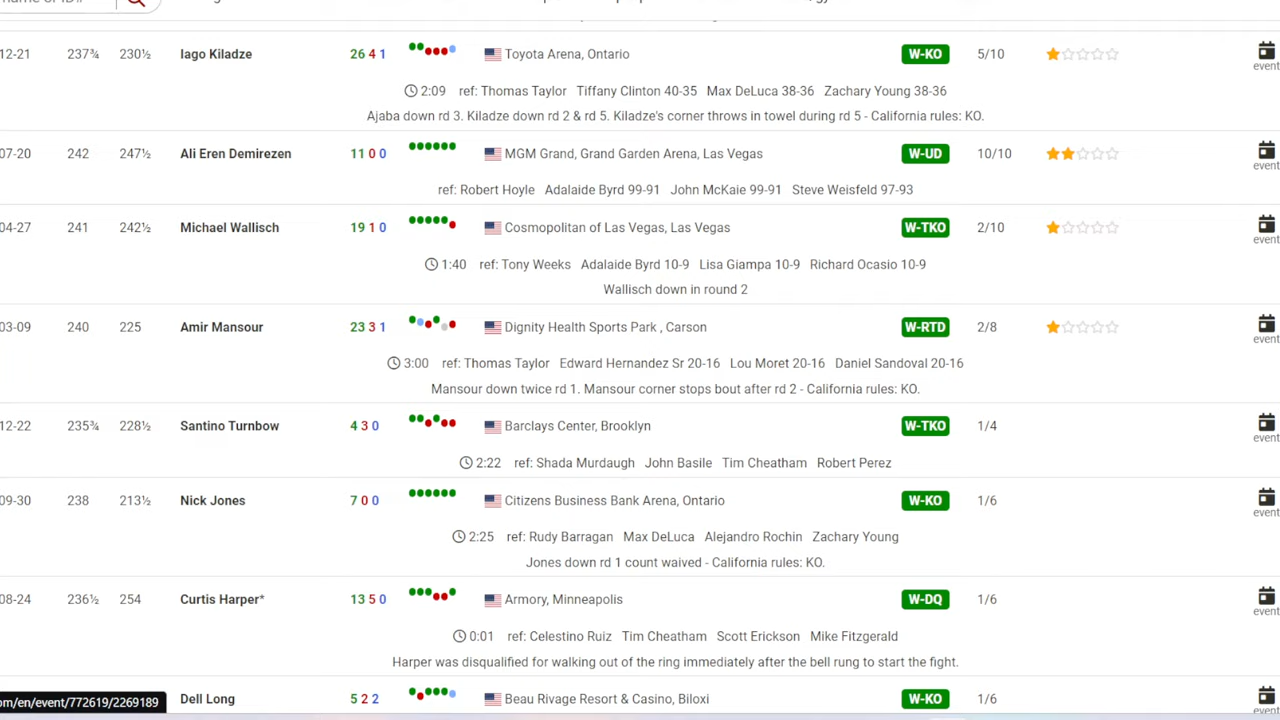 12-21 237¾ 230½ Iago Kiladze 26 4 1 Toyota Arena, Ontario W-KO 5/10
event
2:09 ref: Thomas Taylor Tiffany Clinton 40-35 Max DeLuca 38-36 Zachary Young 38-36
Ajaba down rd 3. Kiladze down rd 2 & rd 5. Kiladze's corner throws in towel during rd 5 - California rules: KO.
07-20 242 247½ Ali Eren Demirezen 11 0 0 MGM Grand, Grand Garden Arena, Las Vegas W-UD 10/10
event
ref: Robert Hoyle Adalaide Byrd 99-91 John McKaie 99-91 Steve Weisfeld 97-93
04-27 241 242½ Michael Wallisch 19 1 0 Cosmopolitan of Las Vegas, Las Vegas W-TKO 2/10
event
1:40 ref: Tony Weeks Adalaide Byrd 10-9 Lisa Giampa 10-9 Richard Ocasio 10-9
Wallisch down in round 2
03-09 240 225 Amir Mansour 23 3 1 Dignity Health Sports Park , Carson W-RTD 2/8
event
3:00 ref: Thomas Taylor Edward Hernandez Sr 20-16 Lou Moret 20-16 Daniel Sandoval 20-16
Mansour down twice rd 1. Mansour corner stops bout after rd 2 - California rules: KO.
12-22 235¾ 228½ Santino Turnbow 4 3 0 Barclays Center, Brooklyn W-TKO 1/4
event
2:22 ref: Shada Murdaugh John Basile Tim Cheatham Robert Perez
09-30 238 213½ Nick Jones 7 0 0 Citizens Business Bank Arena, Ontario W-KO 1/6
event
2:25 ref: Rudy Barragan Max DeLuca Alejandro Rochin Zachary Young
Jones down rd 1 count waived - California rules: KO.
08-24 236½ 254 Curtis Harper* 13 5 0 Armory, Minneapolis W-DQ 1/6
event
0:01 ref: Celestino Ruiz Tim Cheatham Scott Erickson Mike Fitzgerald
Harper was disqualified for walking out of the ring immediately after the bell rung to start the fight.
om/en/event/772619/2269189 Dell Long 5 2 2 Beau Rivage Resort & Casino, Biloxi W-KO 1/6
event